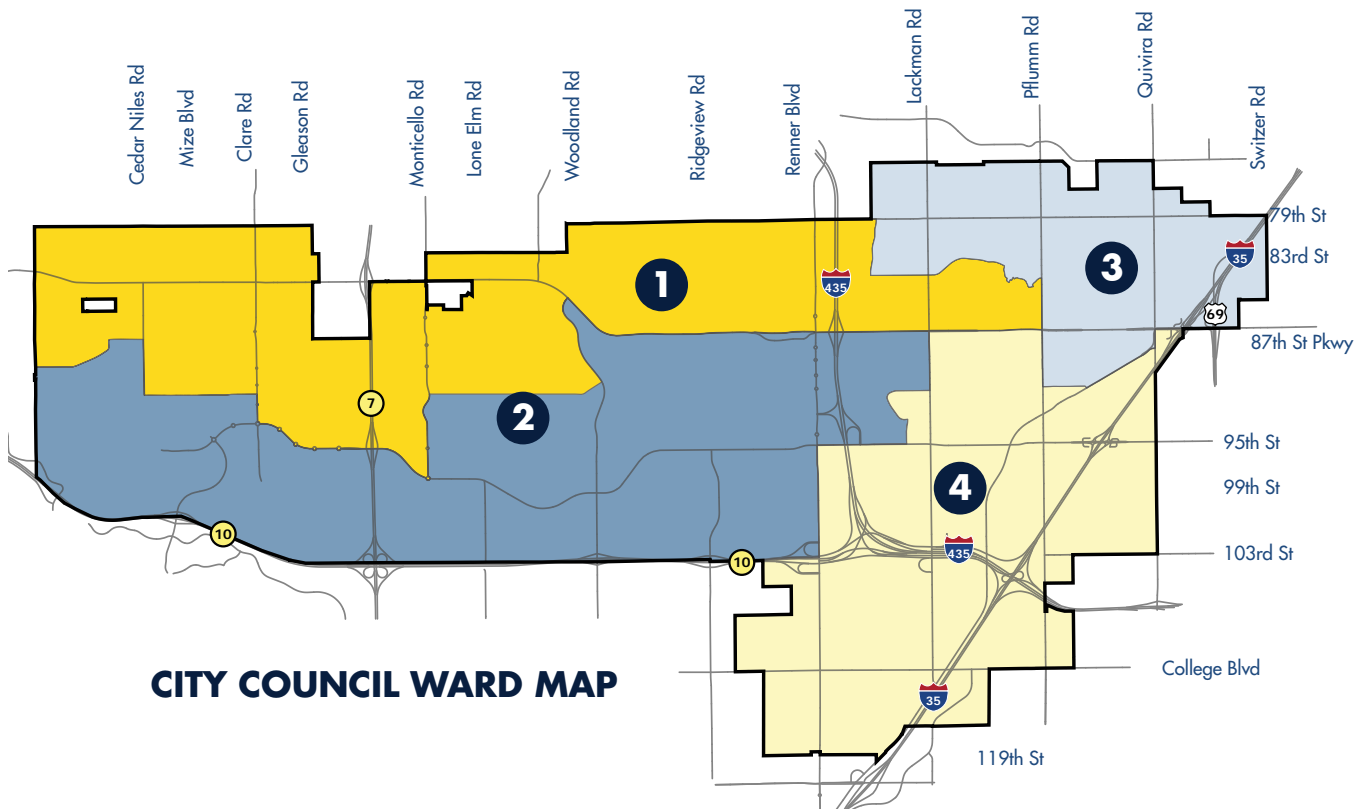 Cedar Niles Rd
Mize Blvd
Clare Rd
Gleason Rd
Monticello Rd
Lone Elm Rd
Woodland Rd
Ridgeview Rd
Renner Blvd
Lackman Rd
Pflumm Rd
Quivira Rd
Switzer Rd
79th St
35
83rd St
3
1
435
69
87th St Pkwy
7
2
95th St
4
99th St
10
435
103rd St
10
College Blvd
CITY COUNCIL WARD MAP
35
119th St